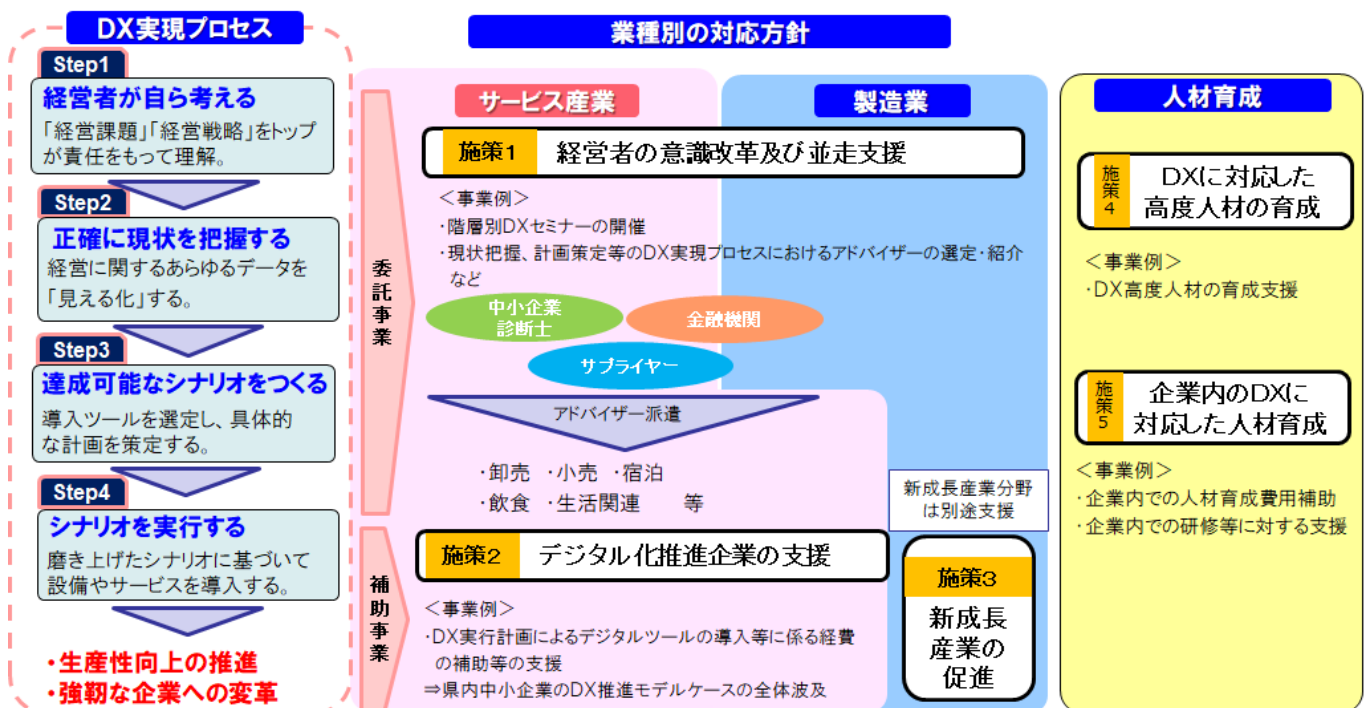 DX実現プロセス
Step1
経営者が自ら考える
「経営課題」「経営戦略」をトップ
が責任をもって理解。
Step2
正確に現状を把握する
経営に関するあらゆるデータを
「見える化」する。
Step3
達成可能なシナリオをつくる
導入ツールを選定し、具体的
な計画を策定する。
Step4
シナリオを実行する
磨き上げたシナリオに基づいて
設備やサービスを導入する。
・生産性向上の推進
・強靭な企業への変革
業種別の対応方針
委託事業
補助事業
サービス産業
製造業
施策1 経営者の意識改革及び並走支援
＜事業例＞
・階層別DXセミナーの開催
・現状把握、計画策定等のDX実現プロセスにおけるアドバイザーの選定・紹介
など
中小企業
診断士
金融機関
サプライヤー
アドバイザー派遣
・卸売 ・小売 ・宿泊
・飲食 ・生活関連 等
新成長産業分野
は別途支援
施策2 デジタル化推進企業の支援
＜事業例＞
・DX実行計画によるデジタルツールの導入等に係る経費
の補助等の支援
⇒県内中小企業のDX推進モデルケースの全体波及
施策3
新成長
産業の
促進
人材育成
施策4
DXに対応した
高度人材の育成
＜事業例＞
・DX高度人材の育成支援
施策5
企業内のDXに
対応した人材育成
＜事業例＞
・企業内での人材育成費用補助
・企業内での研修等に対する支援